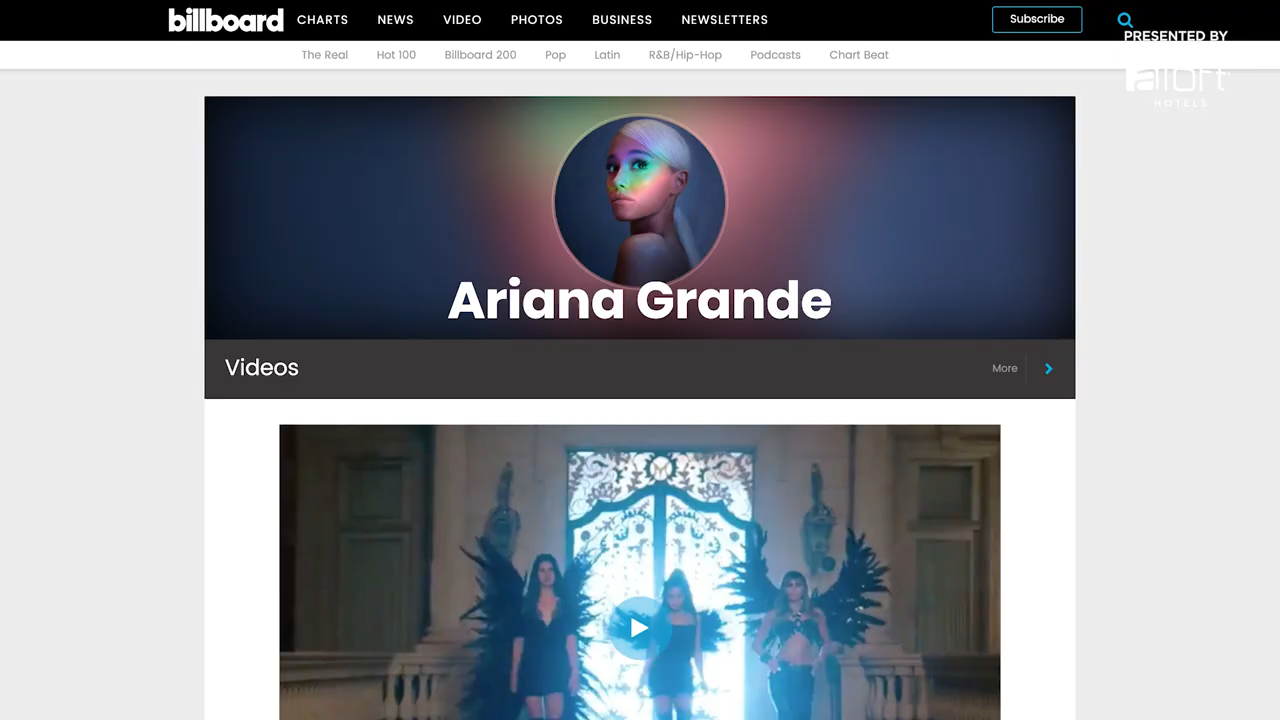 billboard CHARTS NEWS VIDEO PHOTOS BUSINESS NEWSLETTERS Subscribe
PRESENTED BY
The Real Hot 100 Billboard 200 Pop Latin R&B/Hip-Hop Podcasts Chart Beat
aloft
HOTELS
Ariana Grande
Videos More